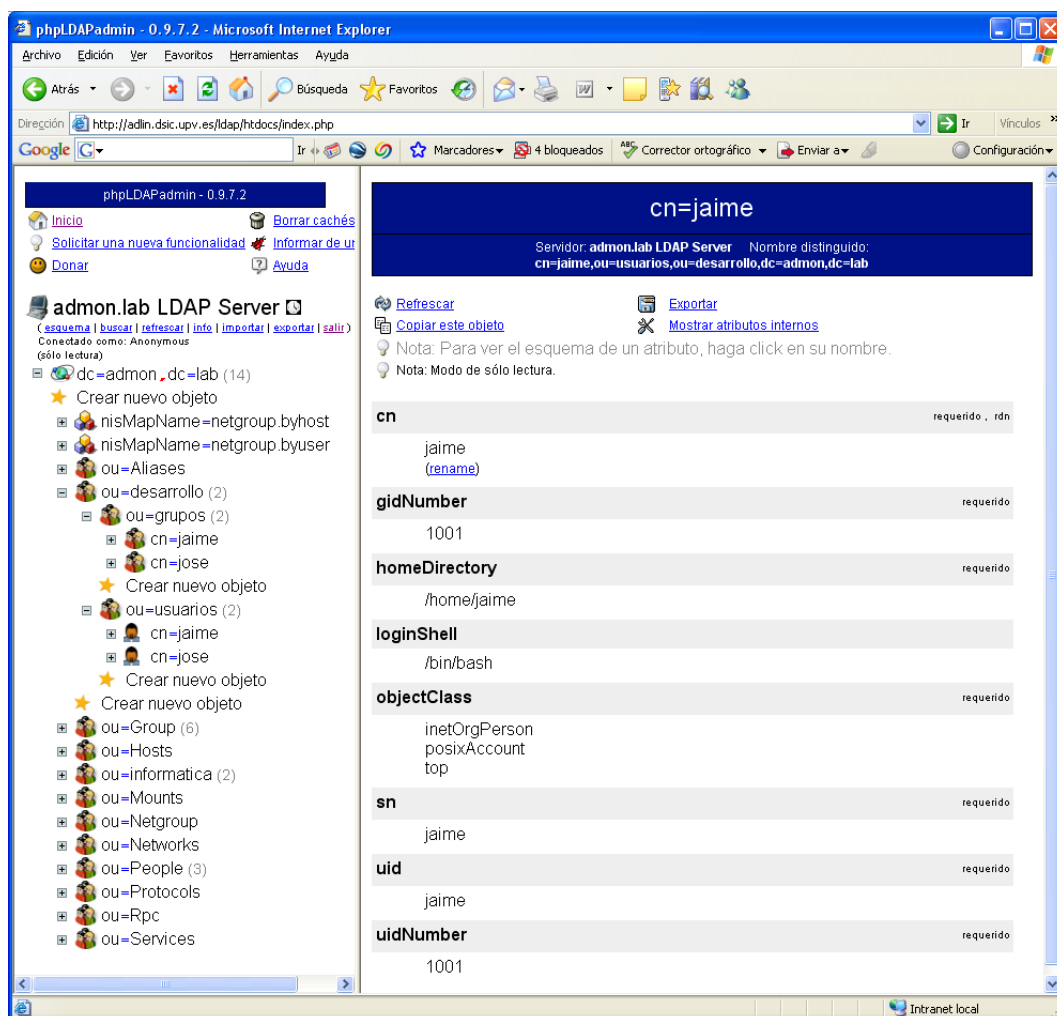 phpLDAPadmin - 0.9.7.2 - Microsoft Internet Explorer
Archivo Edición Ver Favoritos Herramientas Ayuda
Atrás Búsqueda Favoritos
Dirección http://adlin.dsic.upv.es/ldap/htdocs/index.php Ir Vínculos »
Google G Ir Marcadores 4 bloqueados ABC Corrector ortográfico Enviar a Configuración
phpLDAPadmin - 0.9.7.2
Inicio Borrar cachés
Solicitar una nueva funcionalidad Informar de ur
Donar Ayuda
admon.lab LDAP Server
( esquema | buscar | refrescar | info | importar | exportar | salir )
Conectado como: Anonymous
(sólo lectura)
dc=admon,dc=lab (14)
Crear nuevo objeto
nisMapName=netgroup.byhost
nisMapName=netgroup.byuser
ou=Aliases
ou=desarrollo (2)
ou=grupos (2)
cn=jaime
cn=jose
Crear nuevo objeto
ou=usuarios (2)
cn=jaime
cn=jose
Crear nuevo objeto
Crear nuevo objeto
ou=Group (6)
ou=Hosts
ou=informatica (2)
ou=Mounts
ou=Netgroup
ou=Networks
ou=People (3)
ou=Protocols
ou=Rpc
ou=Services
cn=jaime
Servidor: admon.lab LDAP Server Nombre distinguido:
cn=jaime,ou=usuarios,ou=desarrollo,dc=admon,dc=lab
Refrescar Exportar
Copiar este objeto Mostrar atributos internos
Nota: Para ver el esquema de un atributo, haga click en su nombre.
Nota: Modo de sólo lectura.
cn requerido , rdn
jaime
(rename)
gidNumber requerido
1001
homeDirectory requerido
/home/jaime
loginShell
/bin/bash
objectClass requerido
inetOrgPerson
posixAccount
top
sn requerido
jaime
uid requerido
jaime
uidNumber requerido
1001
Intranet local